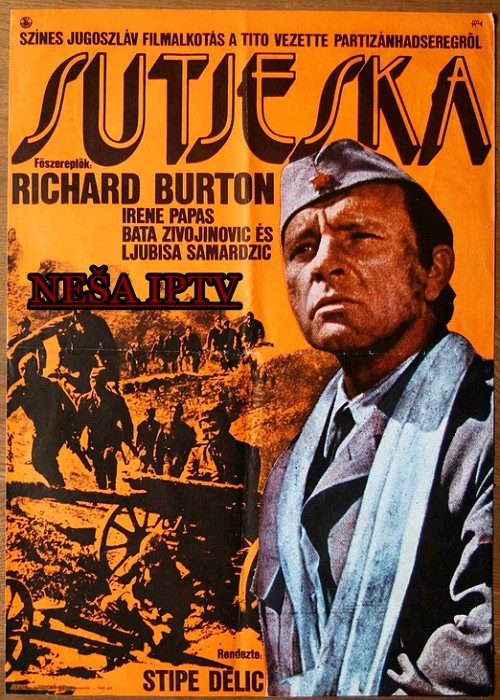 SZÍNES JUGOSZLÁV FILMALKOTÁS A TITO VEZETTE PARTIZÁNHADSEREGRŐL
SUTJESKA
Főszereplők:
RICHARD BURTON
IRENE PAPAS
BATA ZIVOJINOVIC ÉS
LJUBISA SAMARDZIC
NEŠA IPTV
Rendezte:
STIPE DELIC